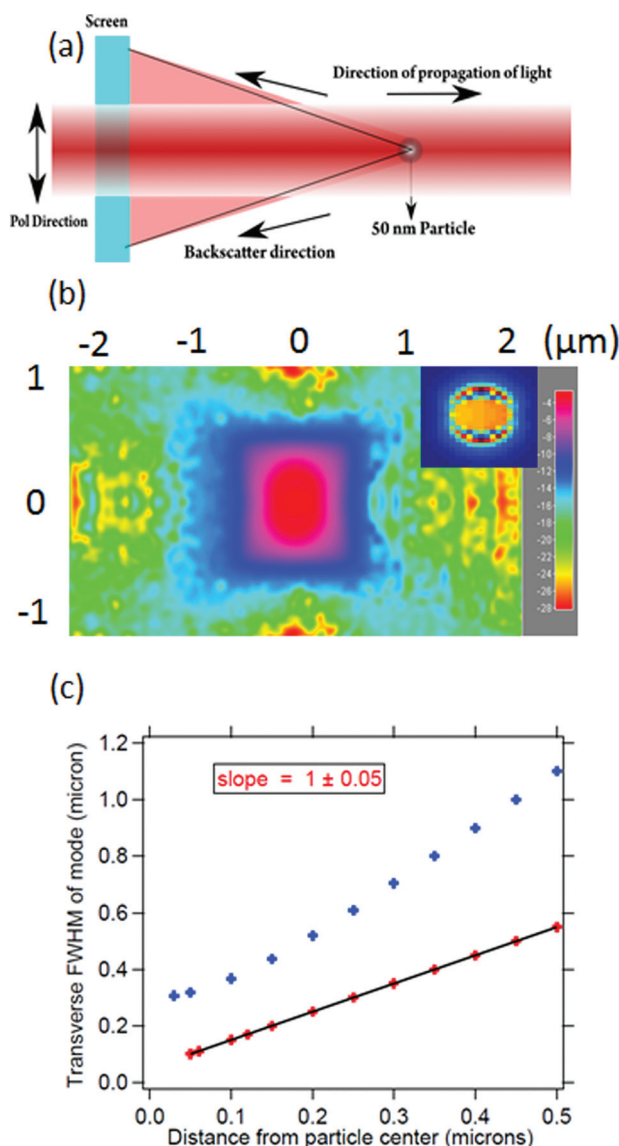 (a)
Screen
Direction of propagation of light
Pol Direction
50 nm Particle
Backscatter direction
(b)
-2 -1 0 1 2 (μm)
1
0
-1
-4
-6
-8
-10
-12
-14
-16
-18
-20
-22
-24
-26
-28
(c)
slope = 1 ± 0.05
Transverse FWHM of mode (micron)
1.2
1.0
0.8
0.6
0.4
0.2
0.0
0.0 0.1 0.2 0.3 0.4 0.5
Distance from particle center (microns)